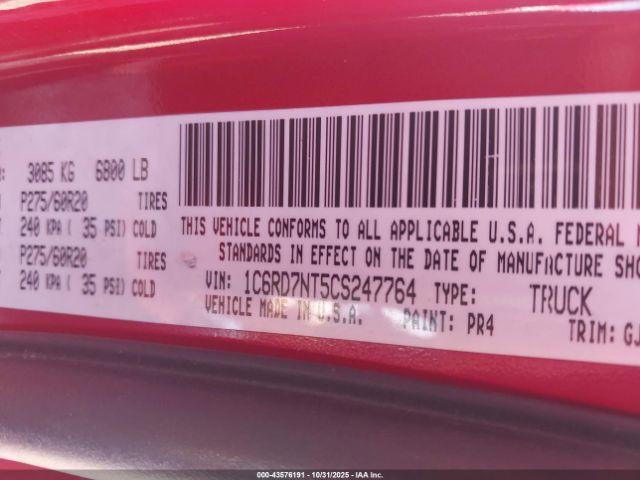 3085 KG 6800 LB
P275/60R20 TIRES
240 KPA ( 35 PSI) COLD
P275/60R20 TIRES
240 KPA ( 35 PSI) COLD
THIS VEHICLE CONFORMS TO ALL APPLICABLE U.S.A. FEDERAL
STANDARDS IN EFFECT ON THE DATE OF MANUFACTURE
VIN: 1C6RD7NT5CS247764 TYPE: TRUCK
VEHICLE MADE IN U.S.A. PAINT: PR4 TRIM: GJ
000-43576191 - 10/31/2025 - IAA Inc.